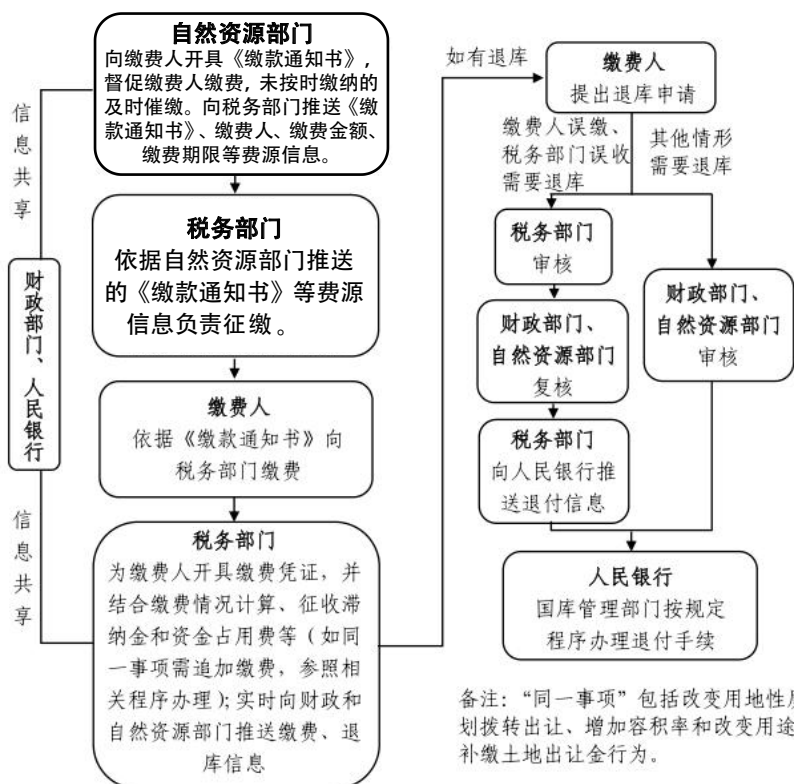 自然资源部门
向缴费人开具《缴款通知书》，
督促缴费人缴费，未按时缴纳的
及时催缴。向税务部门推送《缴
款通知书》、缴费人、缴费金额、
缴费期限等费源信息。
税务部门
依据自然资源部门推送
的《缴款通知书》等费源
信息负责征缴。
缴费人
依据《缴款通知书》向
税务部门缴费
税务部门
为缴费人开具缴费凭证，并
结合缴费情况计算、征收滞
纳金和资金占用费等（如同
一事项需追加缴费，参照相
关程序办理）；实时向财政和
自然资源部门推送缴费、退
库信息
信息共享
财政部门、人民银行
信息共享
如有退库
缴费人
提出退库申请
缴费人误缴、
税务部门误收
需要退库
其他情形
需要退库
税务部门
审核
财政部门、
自然资源部门
复核
税务部门
向人民银行推
送退付信息
财政部门、
自然资源部门
审核
人民银行
国库管理部门按规定
程序办理退付手续
备注：“同一事项”包括改变用地性质
划拨转出让、增加容积率和改变用途
补缴土地出让金行为。